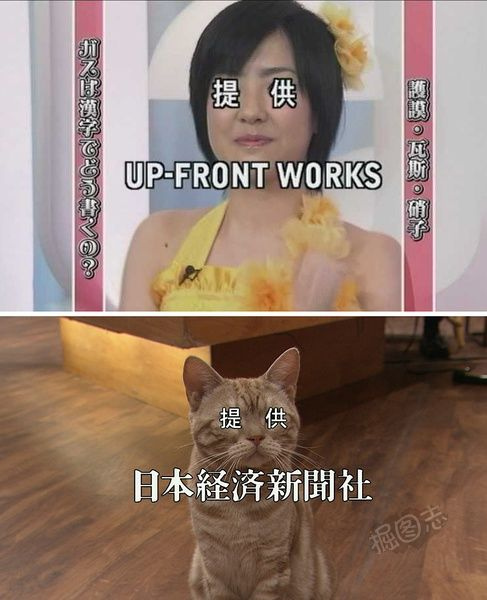 ガスは漢字でどう書くの？
護謨・瓦斯・硝子
提 供
UP-FRONT WORKS
提 供
日本経済新聞社
掘图志